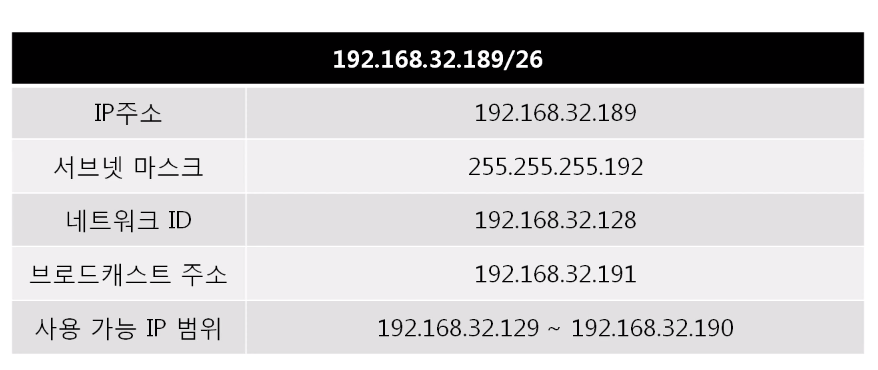 192.168.32.189/26
IP주소 192.168.32.189
서브넷 마스크 255.255.255.192
네트워크 ID 192.168.32.128
브로드캐스트 주소 192.168.32.191
사용 가능 IP 범위 192.168.32.129 ~ 192.168.32.190